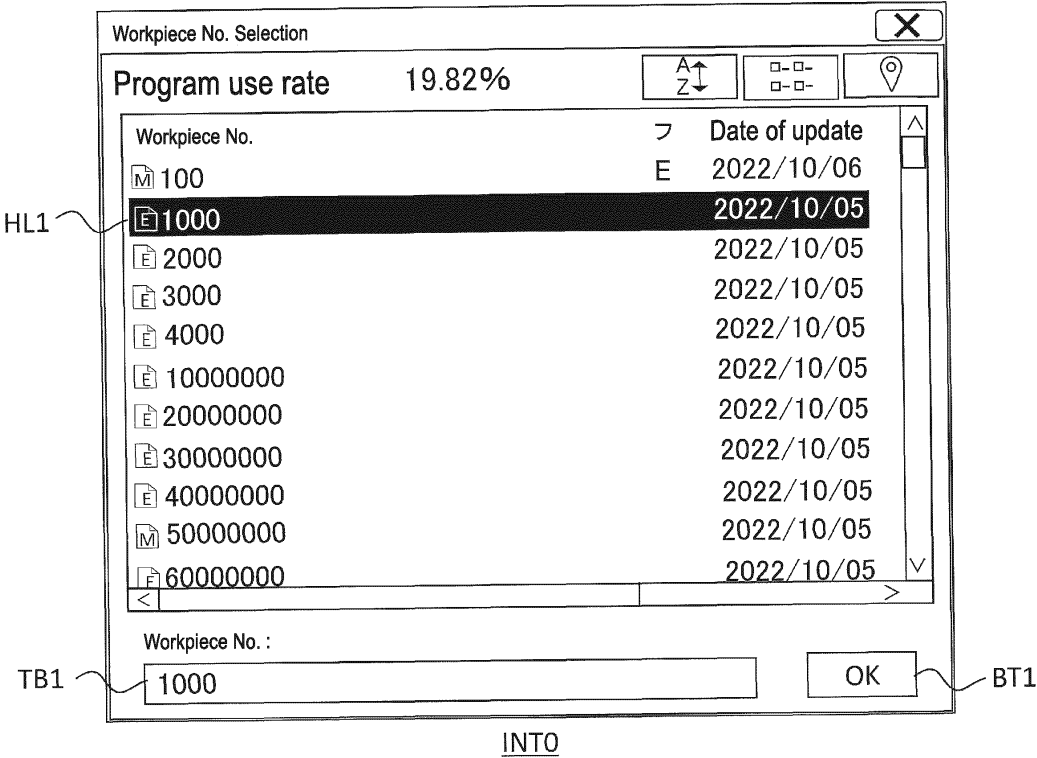 Workpiece No. Selection
Program use rate 19.82%
A
Z
Workpiece No. フ Date of update
M 100 E 2022/10/06
HL1 E 1000 2022/10/05
E 2000 2022/10/05
E 3000 2022/10/05
E 4000 2022/10/05
E 10000000 2022/10/05
E 20000000 2022/10/05
E 30000000 2022/10/05
E 40000000 2022/10/05
M 50000000 2022/10/05
E 60000000 2022/10/05
Workpiece No. :
TB1 1000 OK BT1
INT0